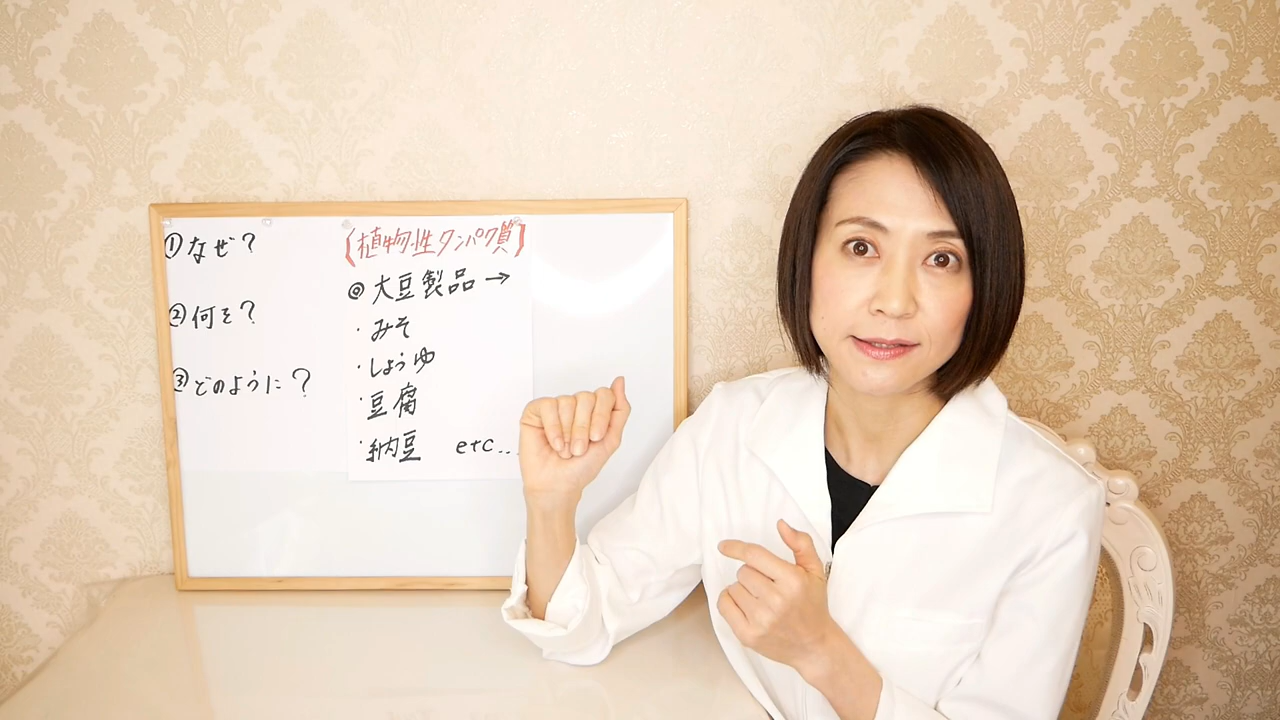 ①なぜ？
②何を？
③どのように？
〔植物性タンパク質〕
◎大豆製品→
・みそ
・しょうゆ
・豆腐
・納豆 etc...